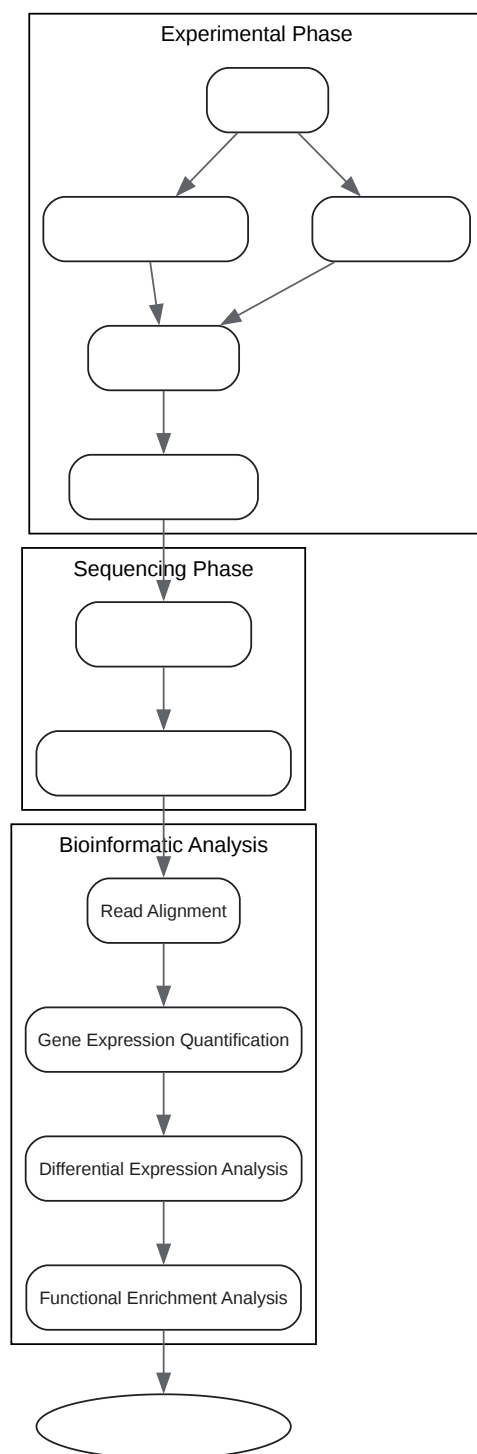 Experimental Phase
Sequencing Phase
Bioinformatic Analysis
Read Alignment
Gene Expression Quantification
Differential Expression Analysis
Functional Enrichment Analysis